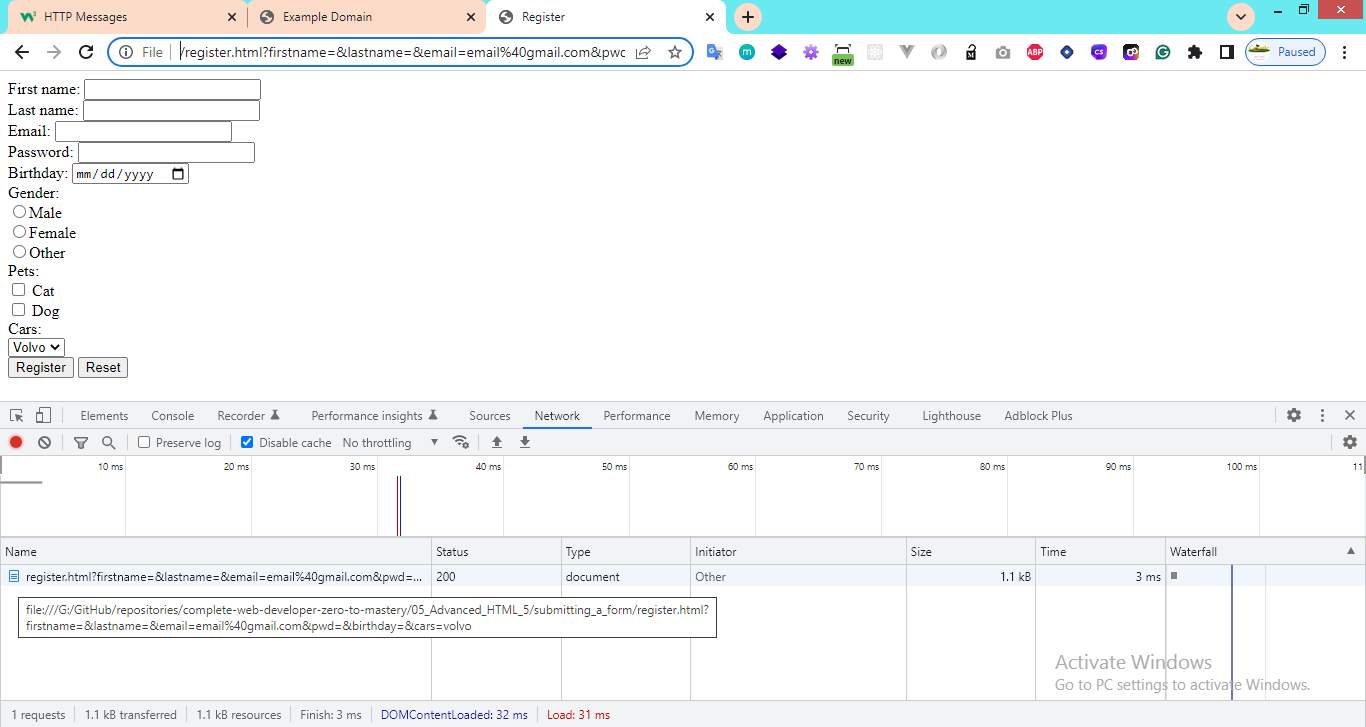 HTTP Messages
Example Domain
Register
File /register.html?firstname=&lastname=&email=email%40gmail.com&pwc
new
ABP
CS
Paused
First name:
Last name:
Email:
Password:
Birthday: mm/dd/yyyy
Gender:
Male
Female
Other
Pets:
Cat
Dog
Cars:
Volvo
Register Reset
Elements Console Recorder Performance insights Sources Network Performance Memory Application Security Lighthouse Adblock Plus
Preserve log Disable cache No throttling
10 ms 20 ms 30 ms 40 ms 50 ms 60 ms 70 ms 80 ms 90 ms 100 ms 11
Name Status Type Initiator Size Time Waterfall
register.html?firstname=&lastname=&email=email%40gmail.com&pwd=... 200 document Other 1.1 kB 3 ms
file:///G:/GitHub/repositories/complete-web-developer-zero-to-mastery/05_Advanced_HTML_5/submitting_a_form/register.html?
firstname=&lastname=&email=email%40gmail.com&pwd=&birthday=&cars=volvo
Activate Windows
Go to PC settings to activate Windows.
1 requests 1.1 kB transferred 1.1 kB resources Finish: 3 ms DOMContentLoaded: 32 ms Load: 31 ms